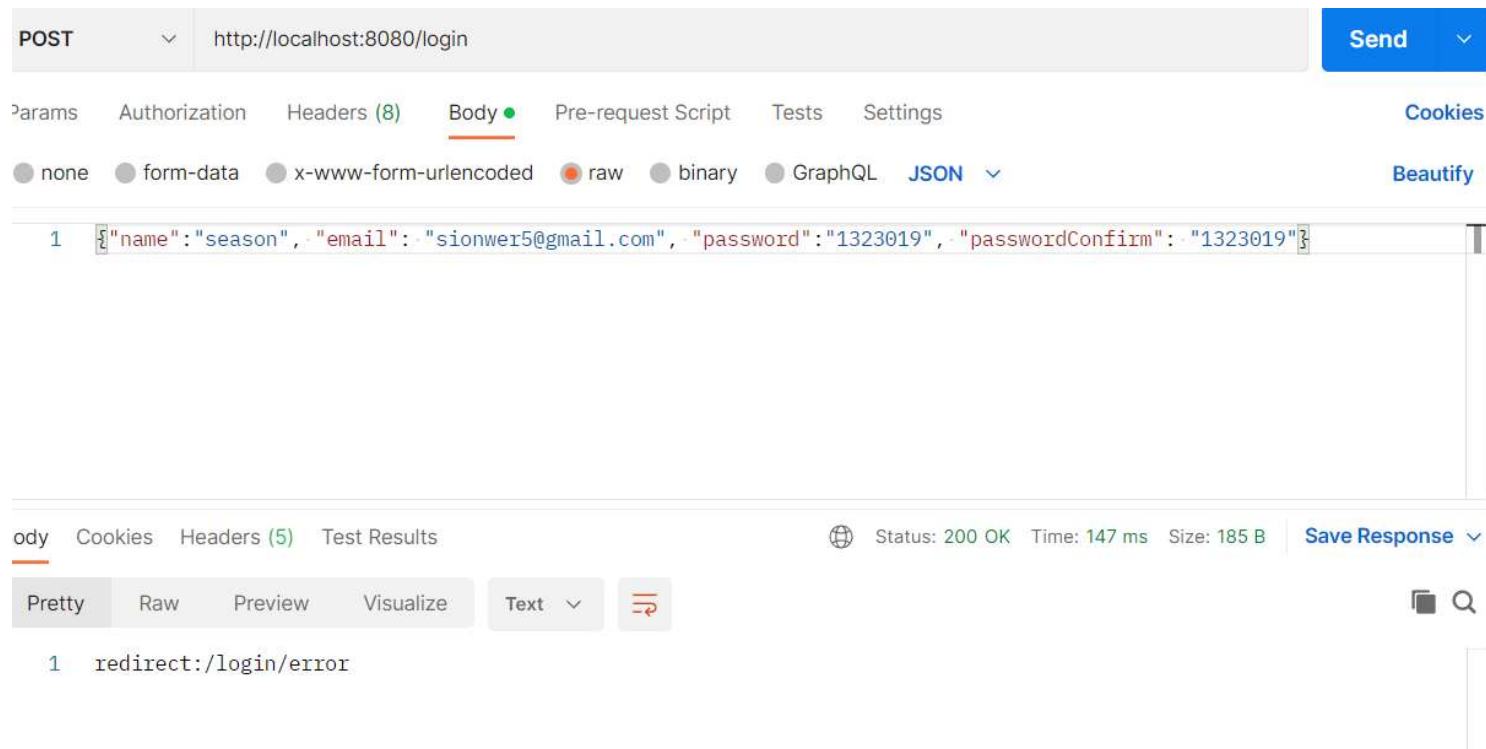 POST http://localhost:8080/login Send
Params Authorization Headers (8) Body Pre-request Script Tests Settings Cookies
none form-data x-www-form-urlencoded raw binary GraphQL JSON Beautify
1 {"name":"season", "email": "sionwer5@gmail.com", "password":"1323019", "passwordConfirm": "1323019"}
ody Cookies Headers (5) Test Results Status: 200 OK Time: 147 ms Size: 185 B Save Response
Pretty Raw Preview Visualize Text
1 redirect:/login/error